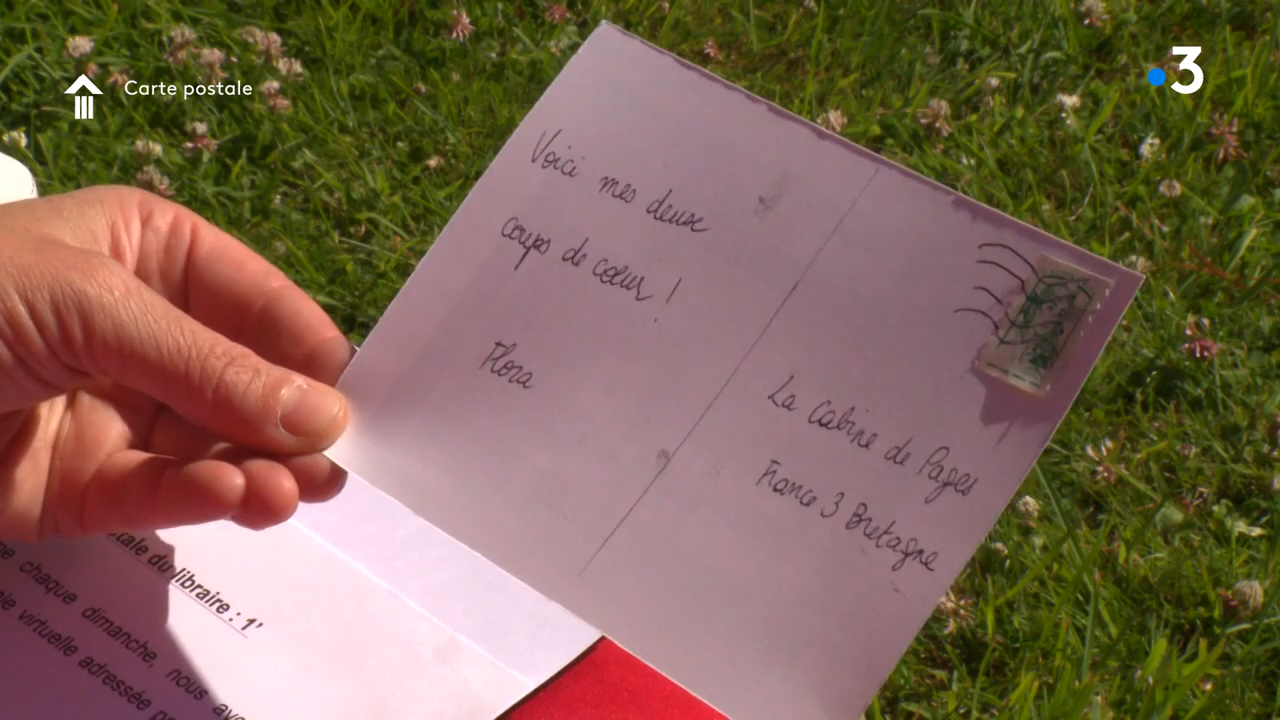 Carte postale
3
Voici mes deux
coups de cœur !
Flora
La Cabine de Pages
France 3 Bretagne
du libraire : 1'
chaque dimanche, nous
virtuelle adressée